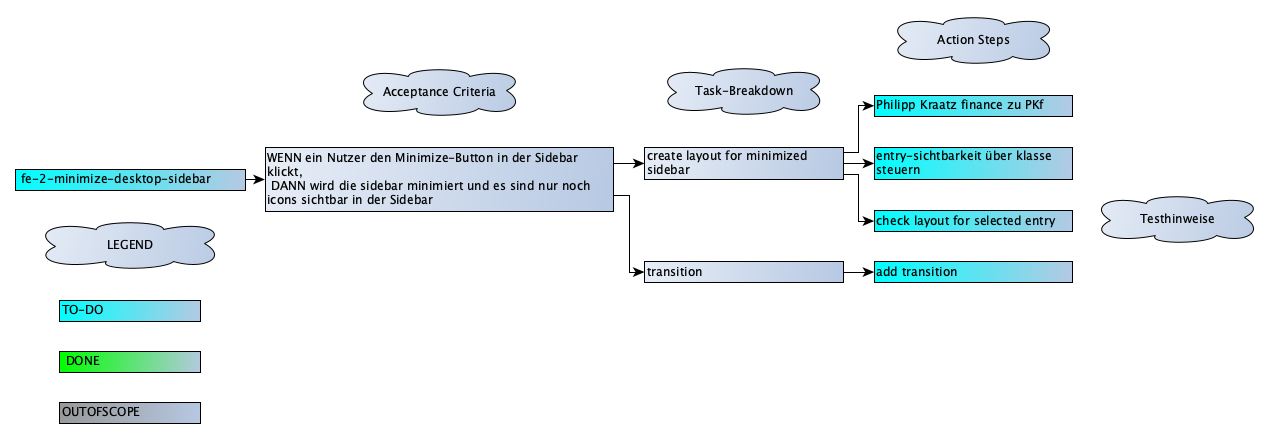 Action Steps
Acceptance Criteria
Task-Breakdown
Philipp Kraatz finance zu PKf
WENN ein Nutzer den Minimize-Button in der Sidebar
klickt,
DANN wird die sidebar minimiert und es sind nur noch
icons sichtbar in der Sidebar
create layout for minimized
sidebar
entry-sichtbarkeit über klasse
steuern
fe-2-minimize-desktop-sidebar
check layout for selected entry
Testhinweise
LEGEND
transition
add transition
TO-DO
DONE
OUTOFSCOPE